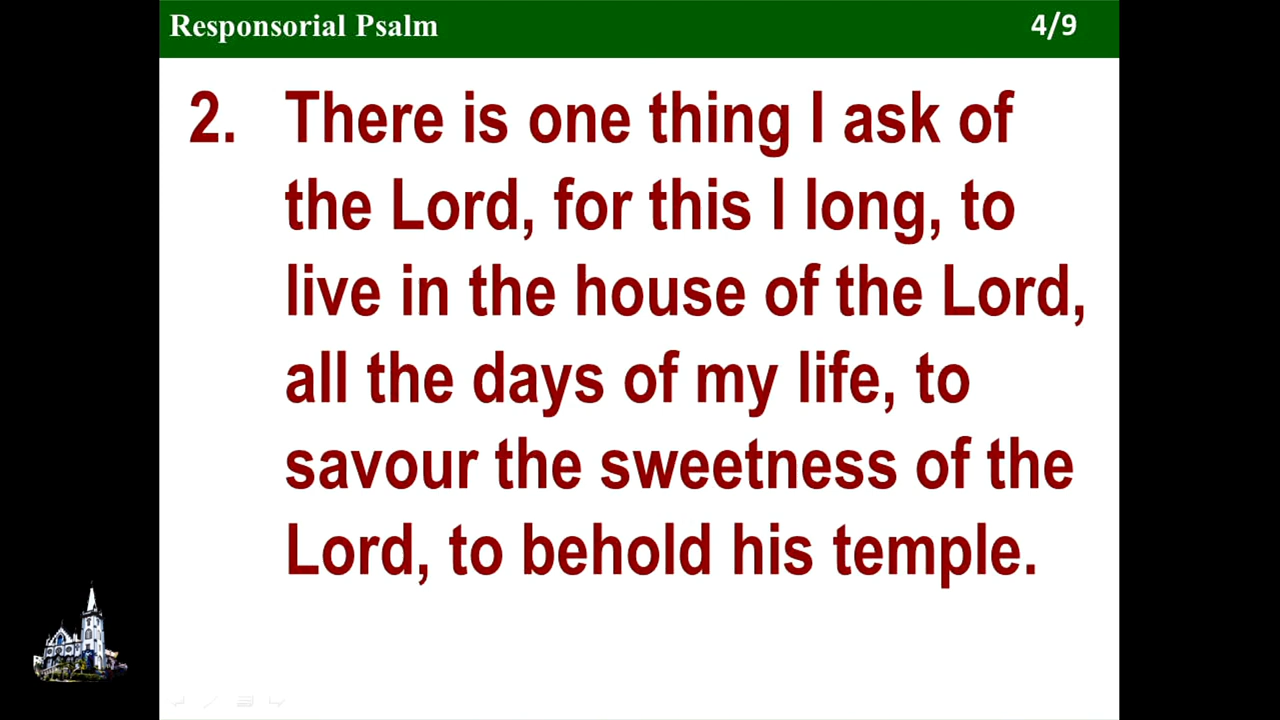 Responsorial Psalm 4/9
2. There is one thing I ask of
the Lord, for this I long, to
live in the house of the Lord,
all the days of my life, to
savour the sweetness of the
Lord, to behold his temple.